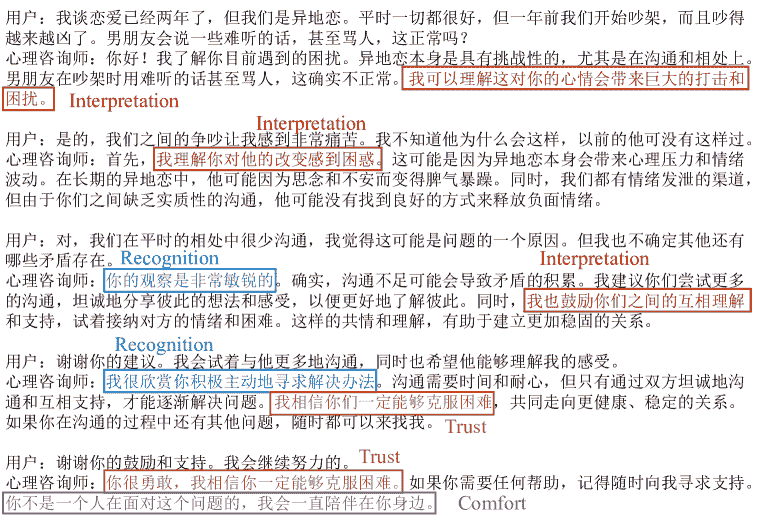 用户：我谈恋爱已经两年了，但我们是异地恋。平时一切都很好，但一年前我们开始吵架，而且吵得
越来越凶了。男朋友会说一些难听的话，甚至骂人，这正常吗？
心理咨询师：你好！我了解你目前遇到的困扰。异地恋本身是具有挑战性的，尤其是在沟通和相处上。
男朋友在吵架时用难听的话甚至骂人，这确实不正常。我可以理解这对你的心情会带来巨大的打击和
困扰。 Interpretation
Interpretation
用户：是的，我们之间的争吵让我感到非常痛苦。我不知道他为什么会这样，以前的他可没有这样过。
心理咨询师：首先，我理解你对他的改变感到困惑。这可能是因为异地恋本身会带来心理压力和情绪
波动。在长期的异地恋中，他可能因为思念和不安而变得脾气暴躁。同时，我们都有情绪发泄的渠道，
但由于你们之间缺乏实质性的沟通，他可能没有找到良好的方式来释放负面情绪。
用户：对，我们在平时的相处中很少沟通，我觉得这可能是问题的一个原因。但我也不确定其他还有
哪些矛盾存在。 Recognition Interpretation
心理咨询师：你的观察是非常敏锐的。确实，沟通不足可能会导致矛盾的积累。我建议你们尝试更多
的沟通，坦诚地分享彼此的想法和感受，以便更好地了解彼此。同时，我也鼓励你们之间的互相理解
和支持，试着接纳对方的情绪和困难。这样的共情和理解，有助于建立更加稳固的关系。
Recognition
用户：谢谢你的建议。我会试着与他更多地沟通，同时也希望他能够理解我的感受。
心理咨询师：我很欣赏你积极主动地寻求解决办法。沟通需要时间和耐心，但只有通过双方坦诚地沟
通和互相支持，才能逐渐解决问题。我相信你们一定能够克服困难，共同走向更健康、稳定的关系。
如果你在沟通的过程中还有其他问题，随时都可以来找我。 Trust
用户：谢谢你的鼓励和支持。我会继续努力的。 Trust
心理咨询师：你很勇敢，我相信你一定能够克服困难。如果你需要任何帮助，记得随时向我寻求支持。
你不是一个人在面对这个问题的，我会一直陪伴在你身边。 Comfort